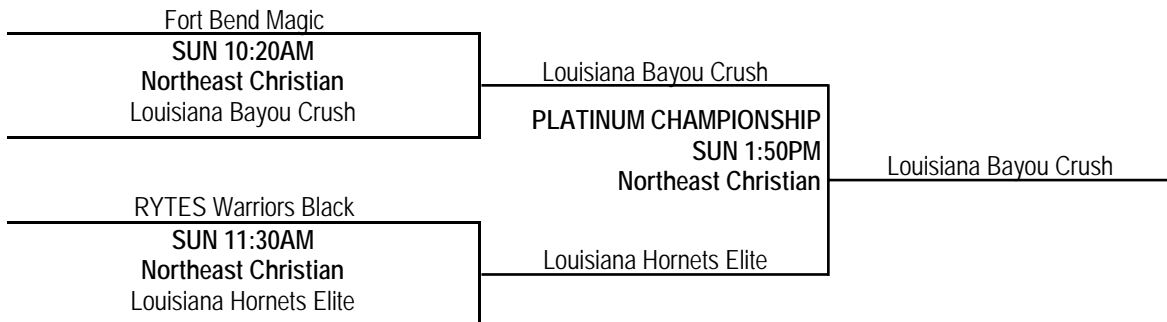 Fort Bend Magic
SUN 10:20AM
Northeast Christian
Louisiana Bayou Crush
Louisiana Bayou Crush
PLATINUM CHAMPIONSHIP
SUN 1:50PM
Northeast Christian
Louisiana Bayou Crush
RYTES Warriors Black
SUN 11:30AM
Northeast Christian
Louisiana Hornets Elite
Louisiana Hornets Elite